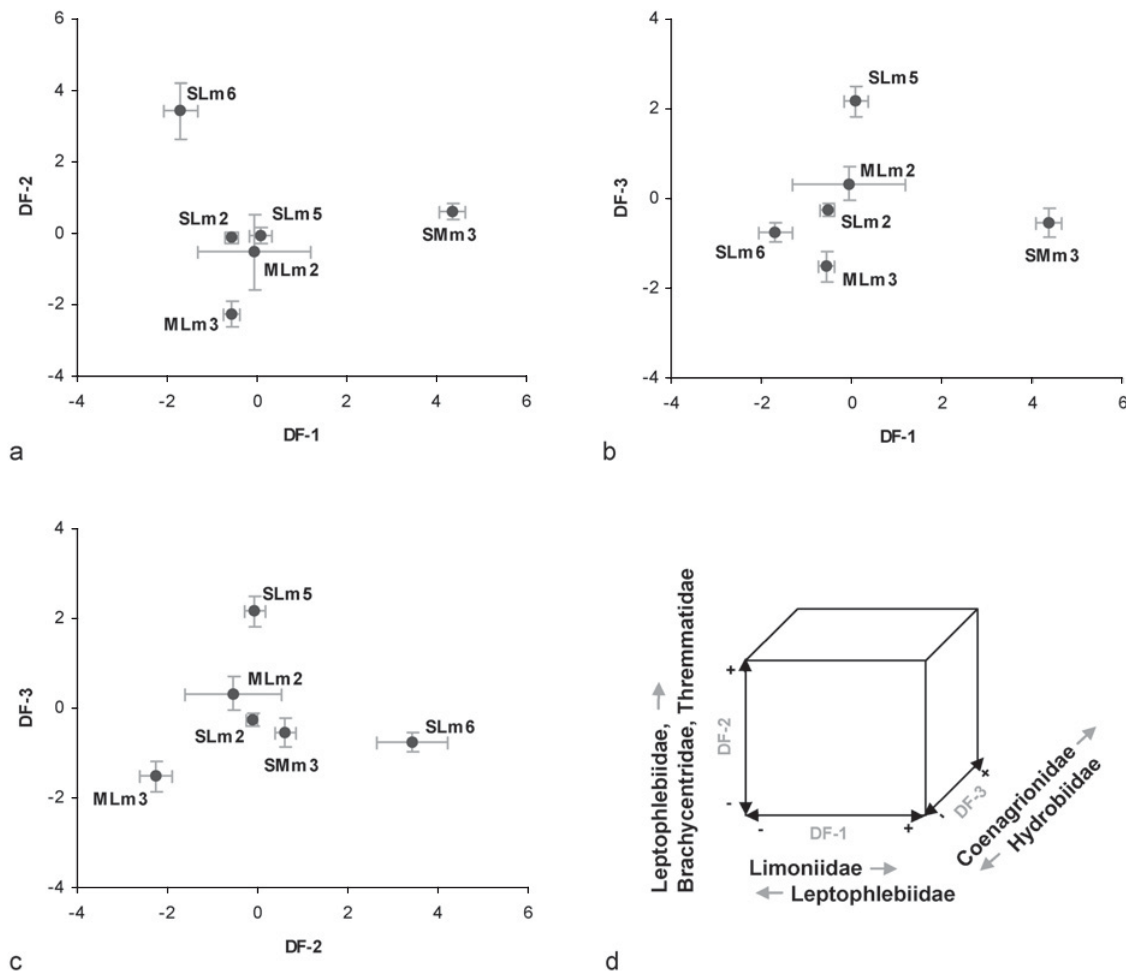 6
4
2
0
-2
-4
-4
-2
0
2
4
6
DF-2
DF-1
SLm6
SLm2
SLm5
SMm3
MLm2
MLm3
a
4
2
0
-2
-4
-4
-2
0
2
4
6
DF-3
DF-1
SLm5
MLm2
SLm2
SLm6
SMm3
MLm3
b
4
2
0
-2
-4
-4
-2
0
2
4
6
DF-3
DF-2
SLm5
MLm2
SLm2
SLm6
SMm3
MLm3
c
Leptophlebiidae,
Brachycentridae, Thremmatidae
+
DF-2
-
-
DF-1
+
-
DF-3
+
Limoniidae
Leptophlebiidae
Coenagrionidae
Hydrobiidae
d